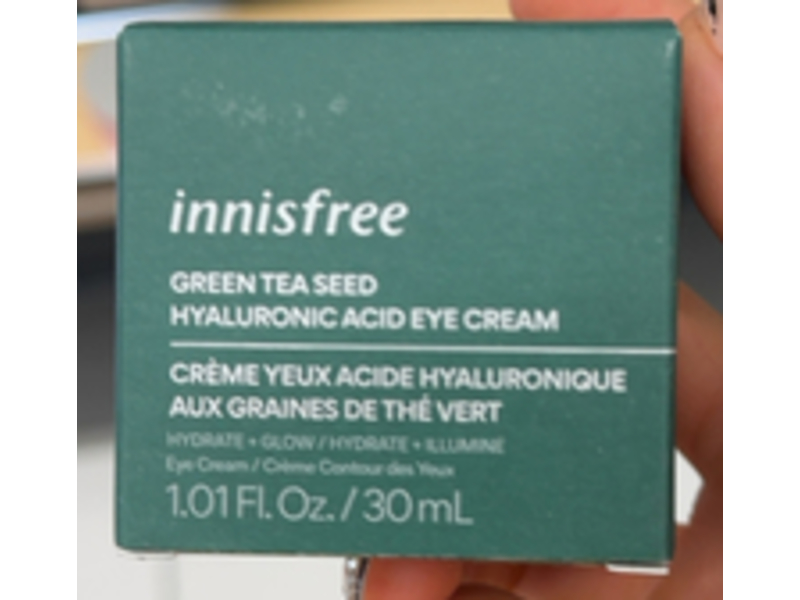 innisfree
GREEN TEA SEED
HYALURONIC ACID EYE CREAM
CRÈME YEUX ACIDE HYALURONIQUE
AUX GRAINES DE THÉ VERT
HYDRATE + GLOW / HYDRATE + ILLUMINE
Eye Cream / Crème Contour des Yeux
1.01 Fl. Oz. / 30 mL